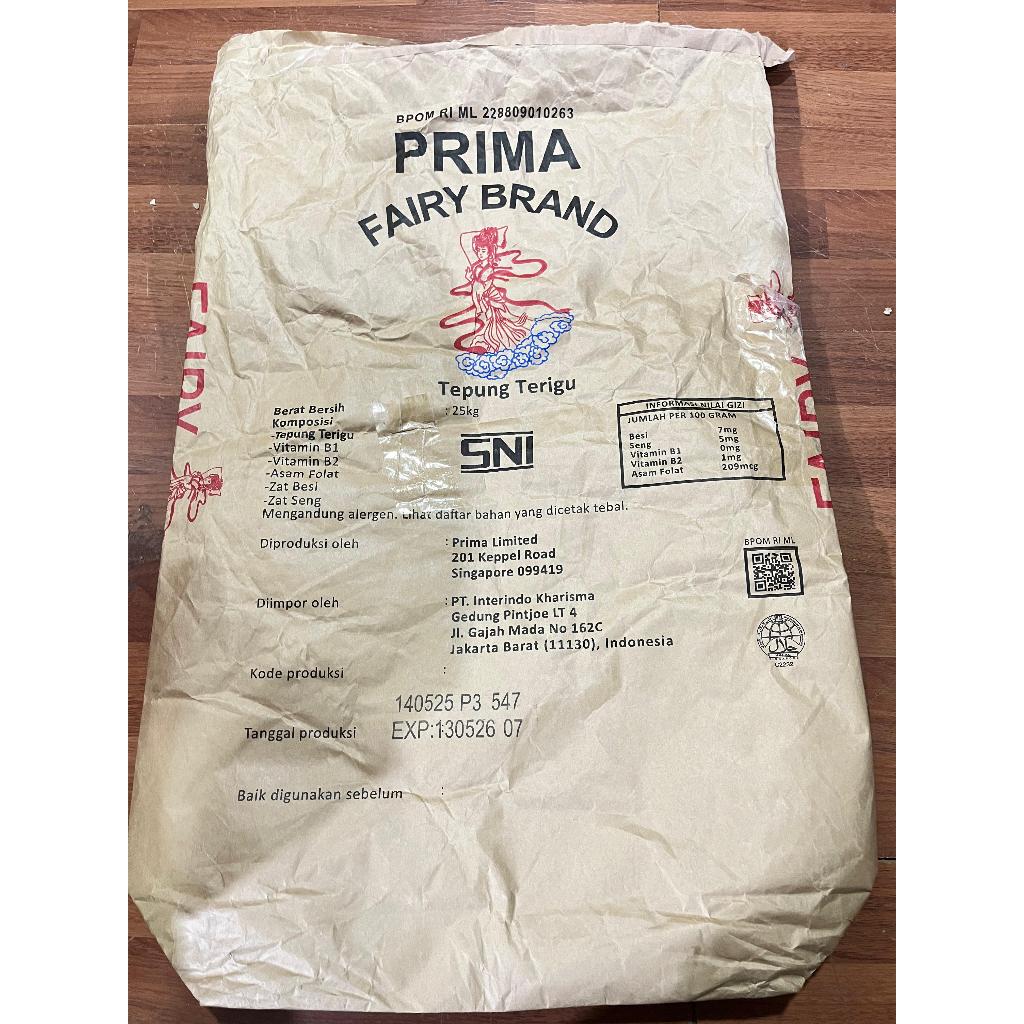 BPOM RI ML 228809010263
PRIMA
FAIRY BRAND
Tepung Terigu
Berat Bersih : 25kg
Komposisi
-Tepung Terigu
-Vitamin B1
-Vitamin B2
-Asam Folat
-Zat Besi
-Zat Seng
Mengandung alergen. Lihat daftar bahan yang dicetak tebal.
SNI
INFORMASI NILAI GIZI
JUMLAH PER 100 GRAM
Besi 7mg
Seng 5mg
Vitamin B1 0mg
Vitamin B2 1mg
Asam Folat 209mcg
Diproduksi oleh : Prima Limited
201 Keppel Road
Singapore 099419
BPOM RI ML
Diimpor oleh : PT. Interindo Kharisma
Gedung Pintjoe LT 4
Jl. Gajah Mada No 162C
Jakarta Barat (11130), Indonesia
Kode produksi :
140525 P3 547
Tanggal produksi EXP:130526 07
Baik digunakan sebelum :
FAIRY